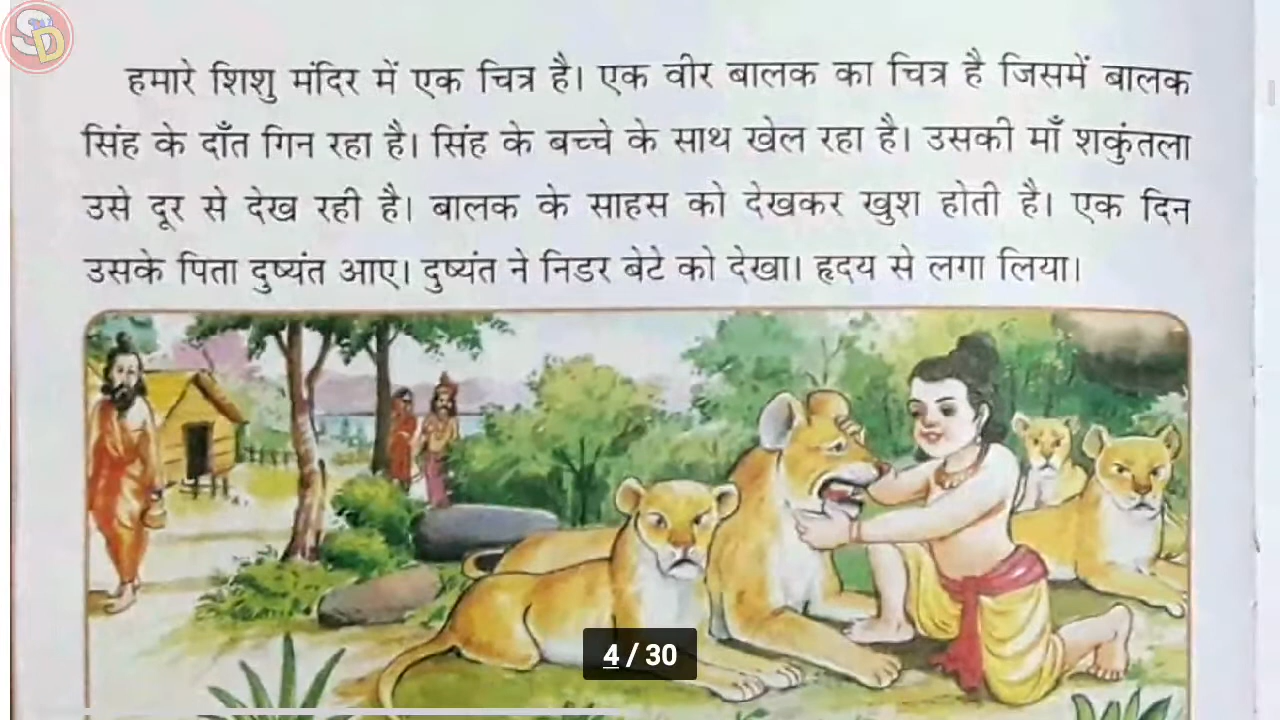 SD
हमारे शिशु मंदिर में एक चित्र है। एक वीर बालक का चित्र है जिसमें बालक
सिंह के दाँत गिन रहा है। सिंह के बच्चे के साथ खेल रहा है। उसकी माँ शकुंतला
उसे दूर से देख रही है। बालक के साहस को देखकर खुश होती है। एक दिन
उसके पिता दुष्यंत आए। दुष्यंत ने निडर बेटे को देखा। हृदय से लगा लिया।
4 / 30